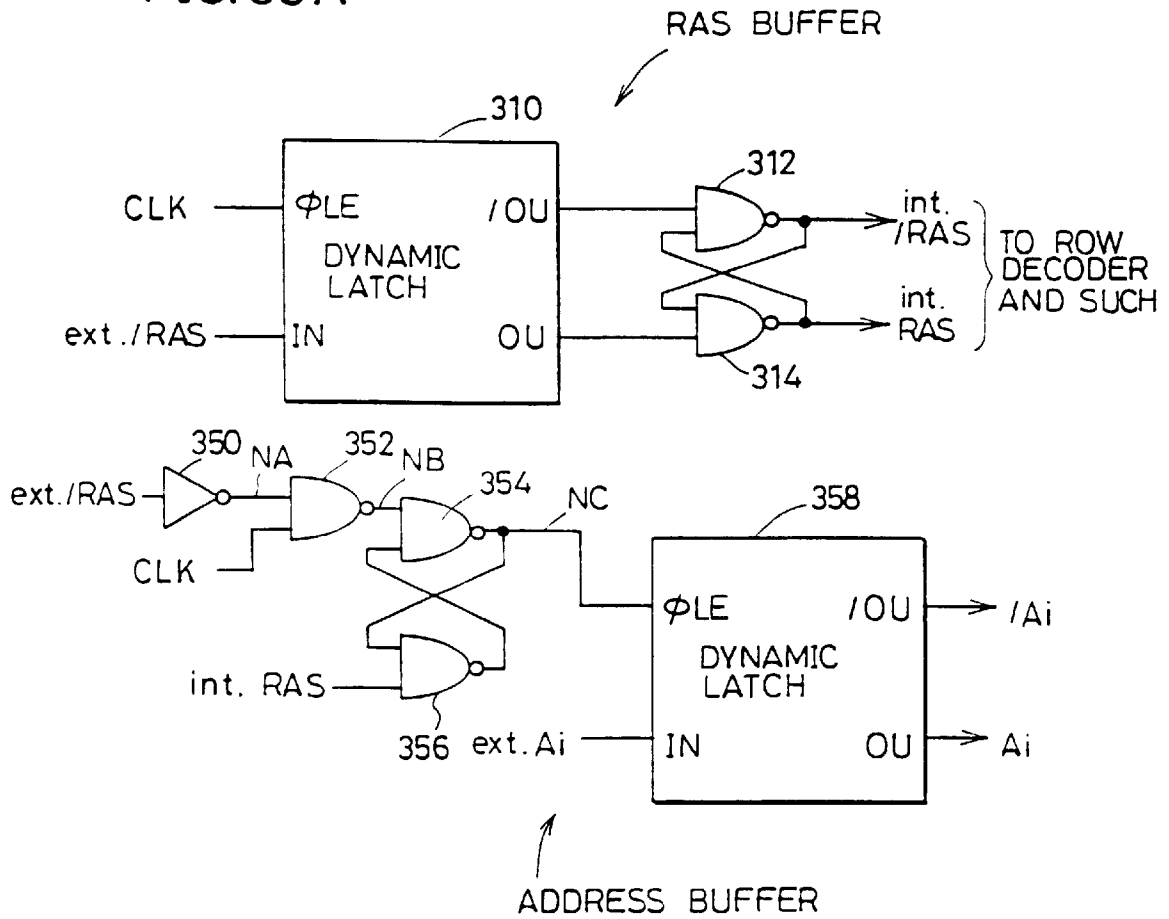 RAS BUFFER
310
312
CLK
ϕLE
/OU
int.
/RAS
DYNAMIC
LATCH
TO ROW
DECODER
AND SUCH
int.
RAS
ext./RAS
IN
OU
314
350
NA
352
NB
354
NC
358
ext./RAS
CLK
ϕLE
/OU
/Ai
DYNAMIC
LATCH
int. RAS
356
ext. Ai
IN
OU
Ai
ADDRESS BUFFER